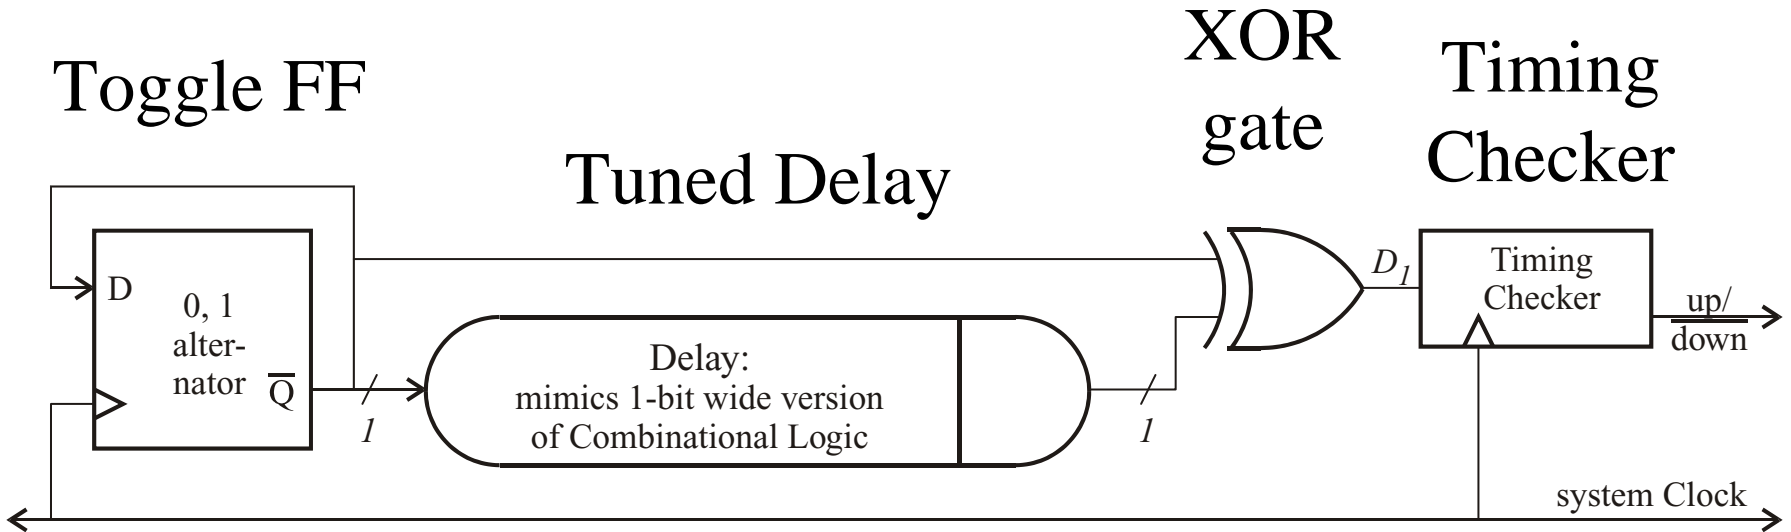 Toggle FF
Tuned Delay
XOR
gate
Timing
Checker
D
0, 1
alter-
nator
Q̅
1
Delay:
mimics 1-bit wide version
of Combinational Logic
1
D1
Timing
Checker
up/
d̅o̅w̅n̅
system Clock